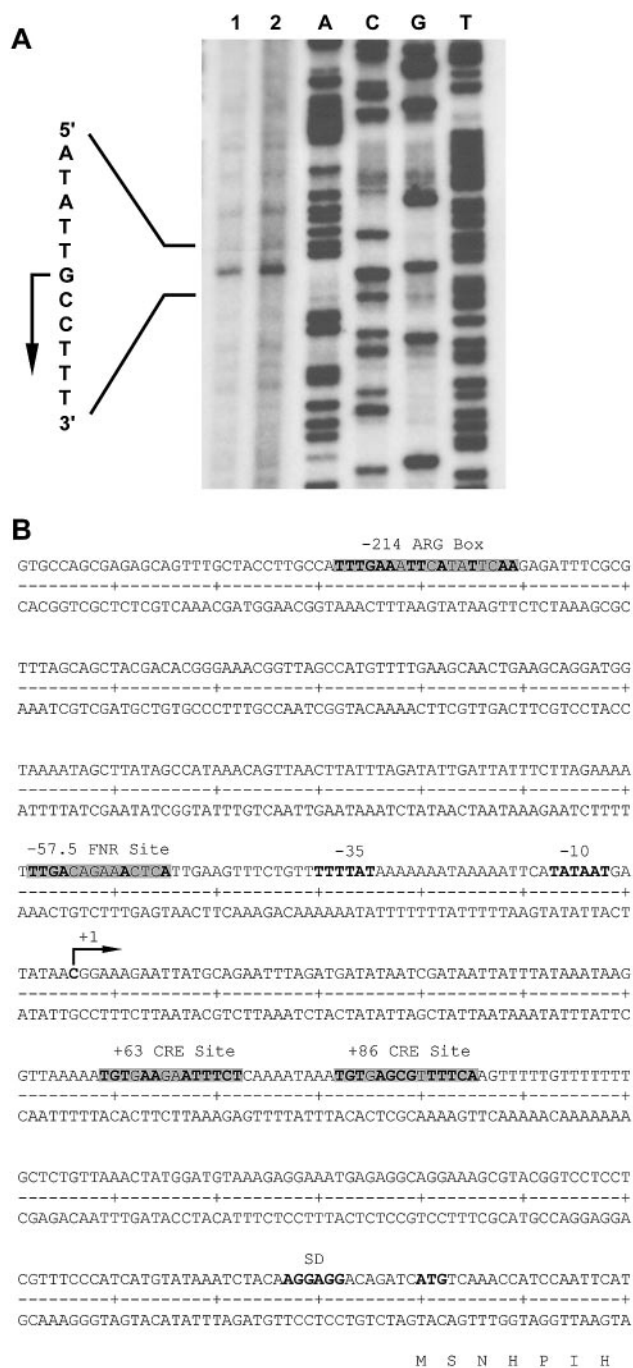 1 2 A C G T
A
5'
A
T
A
T
T
G
C
C
T
T
T
3'
B
-214 ARG Box
GTGCCAGCGAGAGCAGTTTGCTACCTTGCCATTTGAAATTCATATTCAAGAGATTTCGCG
---------+---------+---------+---------+---------+---------+
CACGGTCGCTCTCGTCAAACGATGGAACGGTAAACTTTAAGTATAAGTTCTCTAAAGCGC
TTTAGCAGCTACGACACGGGAAACGGTTAGCCATGTTTTGAAGCAACTGAAGCAGGATGG
---------+---------+---------+---------+---------+---------+
AAATCGTCGATGCTGTGCCCTTTGCCAATCGGTACAAAACTTCGTTGACTTCGTCCTACC
TAAAATAGCTTATAGCCATAAACAGTTAACTTATTTAGATATTGATTATTTCTTAGAAAA
---------+---------+---------+---------+---------+---------+
ATTTTATCGAATATCGGTATTTGTCAATTGAATAAATCTATAACTAATAAAGAATCTTTT
-57.5 FNR Site -35 -10
TTTGACAGAAACTCATTGAAGTTTCTGTTTTTTATAAAAAAATAAAAATTCATATAATGA
---------+---------+---------+---------+---------+---------+
AAACTGTCTTTGAGTAACTTCAAAGACAAAAAATATTTTTTTATTTTTAAGTATATTACT
+1
TATAACGGAAAGAATTATGCAGAATTTAGATGATATAATCGATAATTATTTATAAATAAG
---------+---------+---------+---------+---------+---------+
ATATTGCCTTTCTTAATACGTCTTAAATCTACTATATTAGCTATTAATAAATATTTATTC
+63 CRE Site +86 CRE Site
GTTAAAAATGTGAAGAATTTCTCAAAATAAATGTGAGCGTTTTCAAGTTTTTGTTTTTTT
---------+---------+---------+---------+---------+---------+
CAATTTTTACACTTCTTAAAGAGTTTTATTTACACTCGCAAAAGTTCAAAAACAAAAAAA
GCTCTGTTAAACTATGGATGTAAAGAGGAAATGAGAGGCAGGAAAGCGTACGGTCCTCCT
---------+---------+---------+---------+---------+---------+
CGAGACAATTTGATACCTACATTTCTCCTTTACTCTCCGTCCTTTCGCATGCCAGGAGGA
SD
CGTTTCCCATCATGTATAAATCTACAAGGAGGACAGATCATGTCAAACCATCCAATTCAT
---------+---------+---------+---------+---------+---------+
GCAAAGGGTAGTACATATTTAGATGTTCCTCCTGTCTAGTACAGTTTGGTAGGTTAAGTA
M S N H P I H